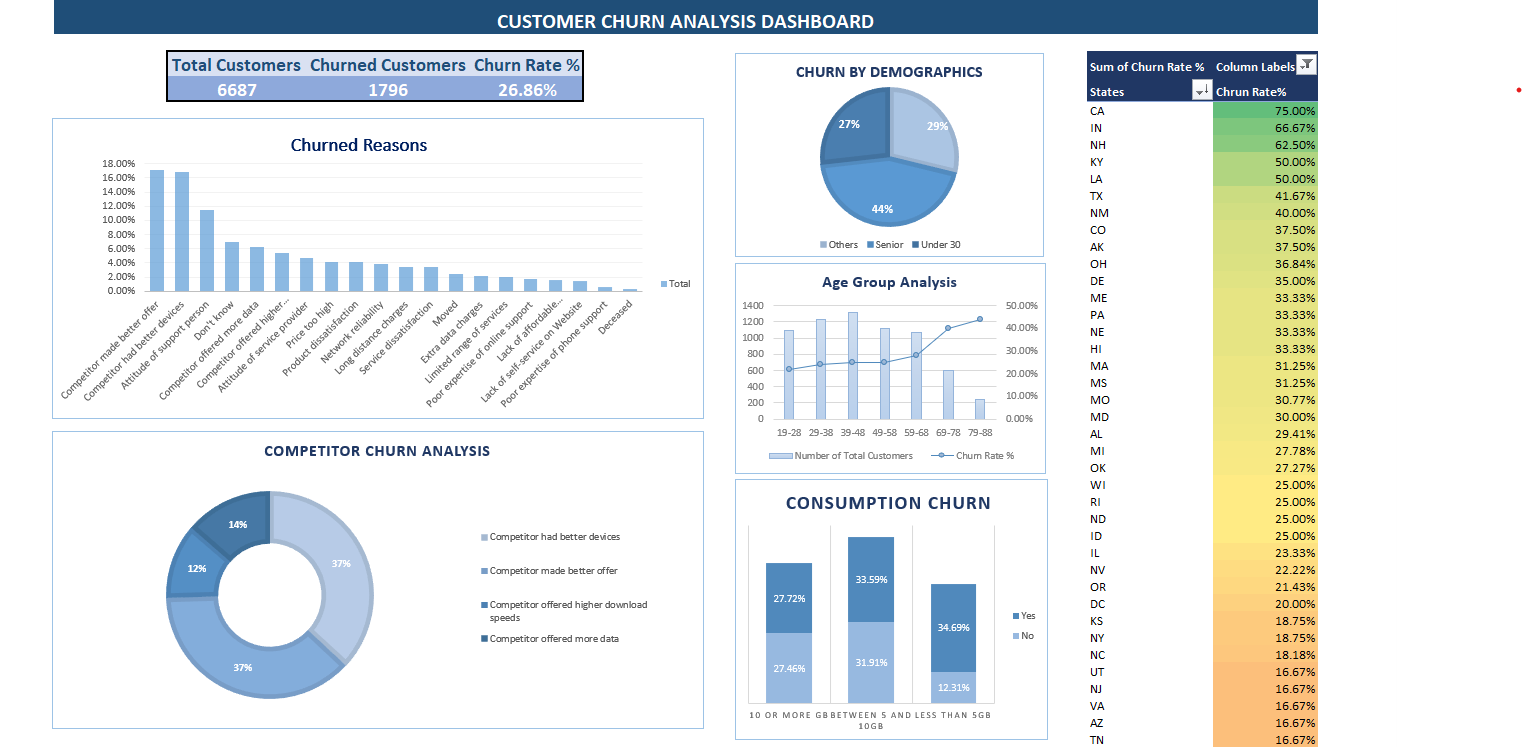 CUSTOMER CHURN ANALYSIS DASHBOARD
Total Customers Churned Customers Churn Rate %
6687 1796 26.86%
Churned Reasons
18.00%
16.00%
14.00%
12.00%
10.00%
8.00%
6.00%
4.00%
2.00%
0.00%
Competitor made better offer
Competitor had better devices
Attitude of support person
Don't know
Competitor offered more data
Competitor offered higher...
Attitude of service provider
Price too high
Product dissatisfaction
Network reliability
Long distance charges
Service dissatisfaction
Moved
Extra data charges
Limited range of services
Poor expertise of online support
Lack of affordable...
Lack of self-service on Website
Poor expertise of phone support
Deceased
Total
COMPETITOR CHURN ANALYSIS
14%
37%
12%
37%
Competitor had better devices
Competitor made better offer
Competitor offered higher download
speeds
Competitor offered more data
CHURN BY DEMOGRAPHICS
27%
29%
44%
Others Senior Under 30
Age Group Analysis
1400
1200
1000
800
600
400
200
0
50.00%
40.00%
30.00%
20.00%
10.00%
0.00%
19-28 29-38 39-48 49-58 59-68 69-78 79-88
Number of Total Customers Churn Rate %
CONSUMPTION CHURN
27.72% 33.59% 34.69%
27.46% 31.91% 12.31%
Yes
No
10 OR MORE GB BETWEEN 5 AND LESS THAN 5GB
10GB
Sum of Churn Rate % Column Labels
States Chrun Rate%
CA 75.00%
IN 66.67%
NH 62.50%
KY 50.00%
LA 50.00%
TX 41.67%
NM 40.00%
CO 37.50%
AK 37.50%
OH 36.84%
DE 35.00%
ME 33.33%
PA 33.33%
NE 33.33%
HI 33.33%
MA 31.25%
MS 31.25%
MO 30.77%
MD 30.00%
AL 29.41%
MI 27.78%
OK 27.27%
WI 25.00%
RI 25.00%
ND 25.00%
ID 25.00%
IL 23.33%
NV 22.22%
OR 21.43%
DC 20.00%
KS 18.75%
NY 18.75%
NC 18.18%
UT 16.67%
NJ 16.67%
VA 16.67%
AZ 16.67%
TN 16.67%